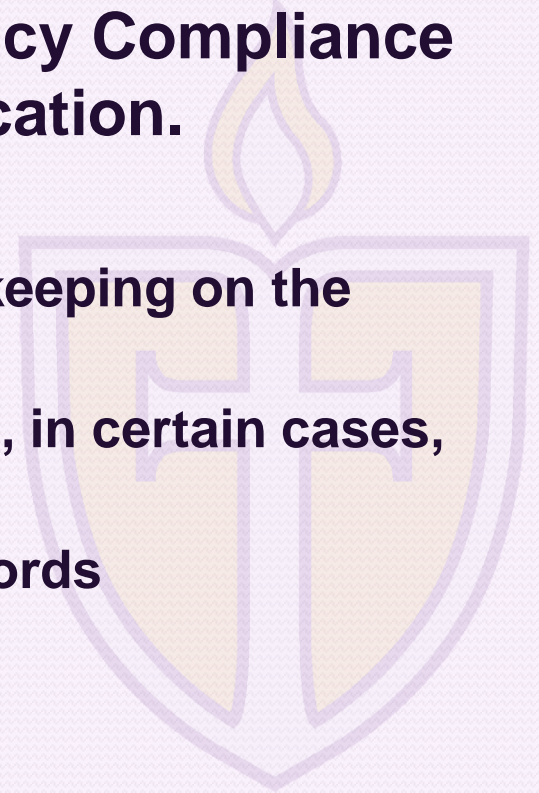 cy Compliance
cation.
keeping on the
, in certain cases,
ords